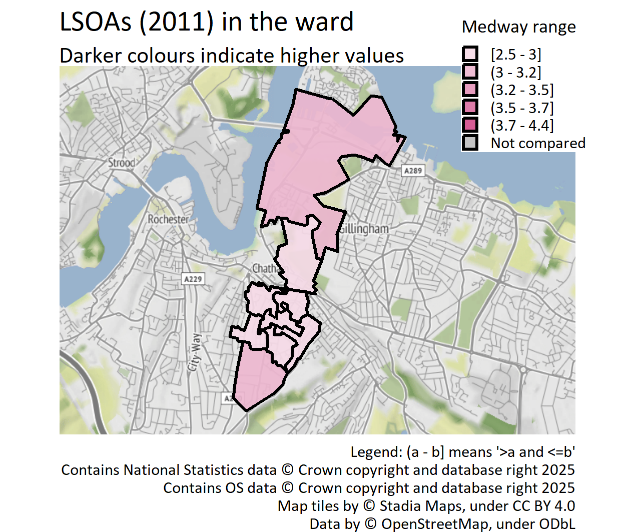 LSOAs (2011) in the ward
Darker colours indicate higher values
Medway range
[2.5 - 3]
(3 - 3.2]
(3.2 - 3.5]
(3.5 - 3.7]
(3.7 - 4.4]
Not compared
Strood
A289
Rochester
Gillingham
Chath
A229
City Way
Legend: (a - b] means '>a and <=b'
Contains National Statistics data © Crown copyright and database right 2025
Contains OS data © Crown copyright and database right 2025
Map tiles by © Stadia Maps, under CC BY 4.0
Data by © OpenStreetMap, under ODbL